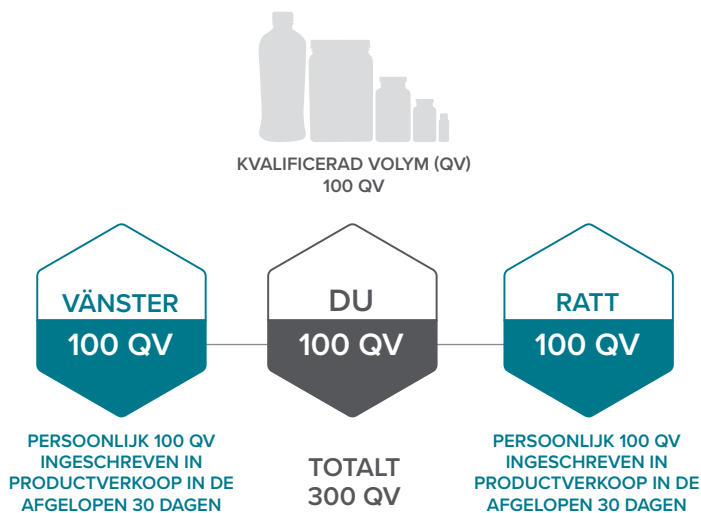 KVALIFICERAD VOLYM (QV)
100 QV
VÄNSTER
100 QV
PERSOONLIJK 100 QV
INGESCHREVEN IN
PRODUCTVERKOOP IN DE
AFGELOPEN 30 DAGEN
DU
100 QV
TOTALT
300 QV
RATT
100 QV
PERSOONLIJK 100 QV
INGESCHREVEN IN
PRODUCTVERKOOP IN DE
AFGELOPEN 30 DAGEN